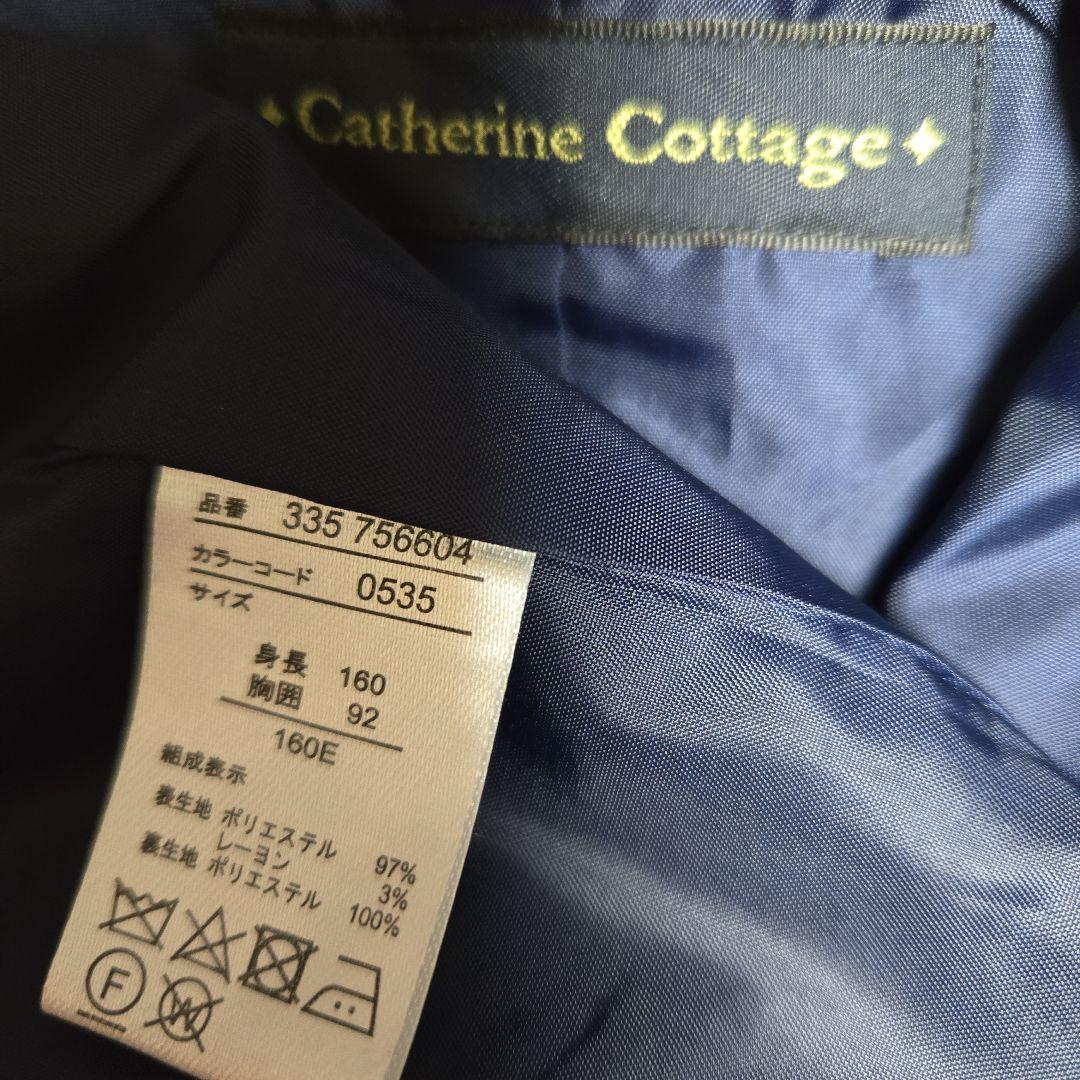 Catherine Cottage
品番 335 756604
カラーコード 0535
サイズ
身長 160
胸囲 92
160E
組成表示
表生地 ポリエステル 97%
レーヨン 3%
裏生地 ポリエステル 100%
F W